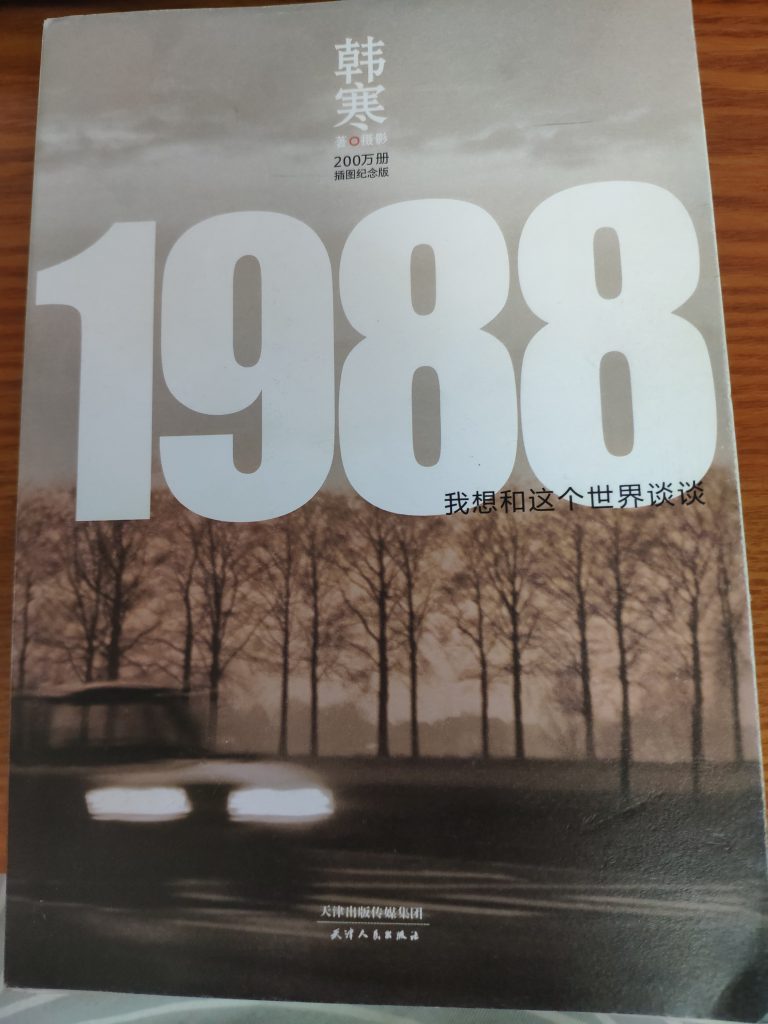 韩寒
著 摄影
200万册
插图纪念版
1988
我想和这个世界谈谈
天津出版传媒集团
天津人民出版社